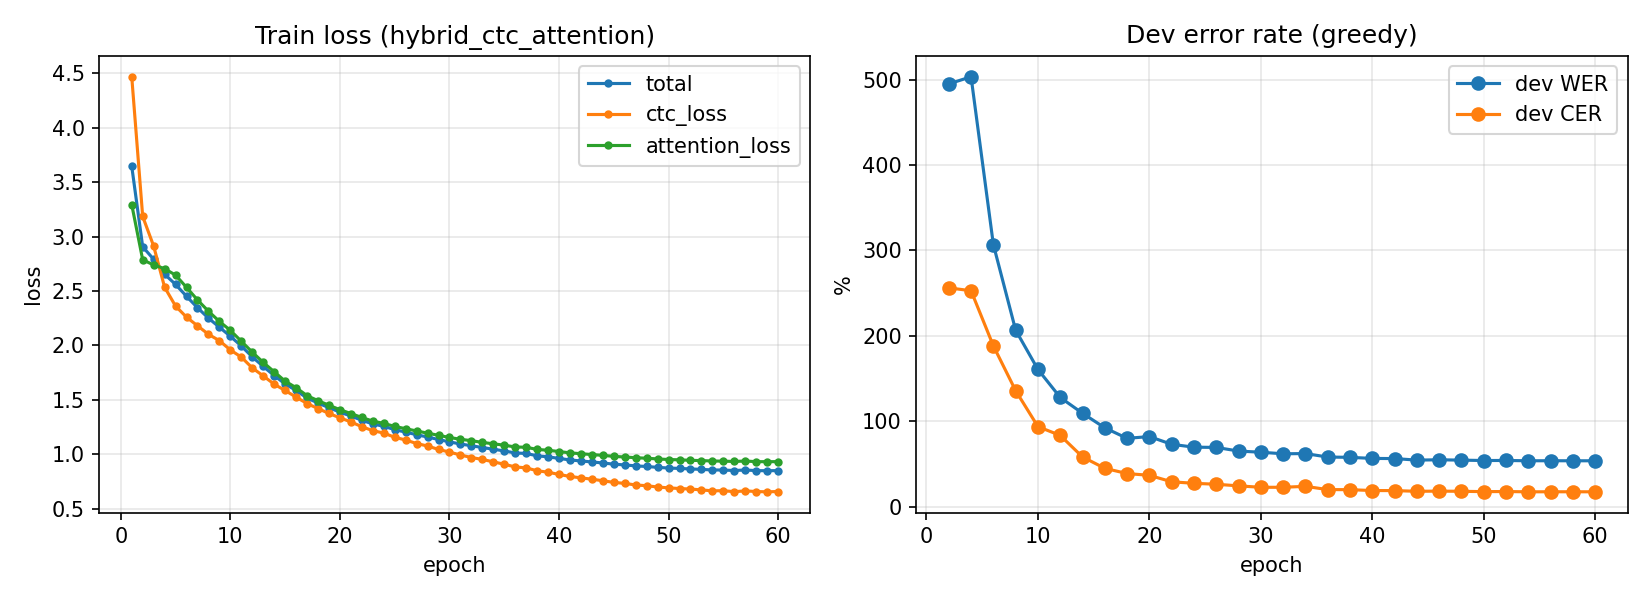 Train loss (hybrid_ctc_attention)
total
ctc_loss
attention_loss
4.5
4.0
3.5
3.0
2.5
2.0
1.5
1.0
0.5
loss
0 10 20 30 40 50 60
epoch
Dev error rate (greedy)
dev WER
dev CER
500
400
300
200
100
0
%
0 10 20 30 40 50 60
epoch